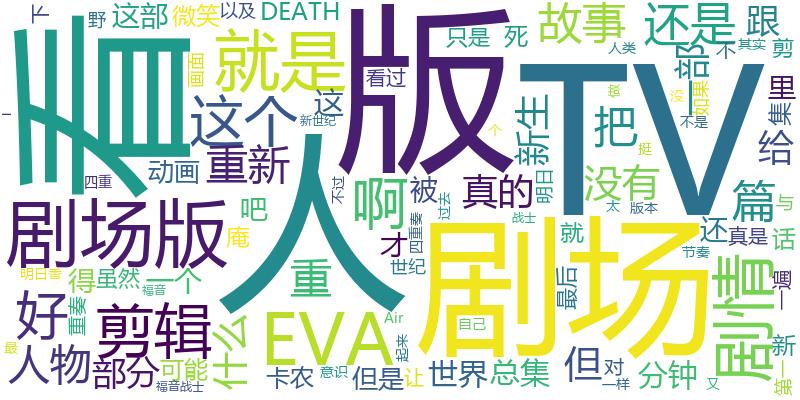 下 野 这部 微笑 以及 DEATH
只是 死 故事 还是 跟
看 画面 就是 版 一部 剪
看过 TV 如果 没 不 其实
人类 做 里
I 这个 这 新世纪 新生 把 不是 集
动画 重新 人 个 挺 给
四重 不过 啊 被 真的 明日 没有 篇 与
剧场版 庵 吧 才 四重奏 过去 战士 太 版本 就 还 真是 话
明日香 得 虽然 一个 重 世纪 剧场 节奏
好 重奏 福音 剪辑 什么 EVA Air 自己 最后 剧情 一遍
起来 新
最 人物 部分 可能 卡农 意识 但是 让 世界 总集 但 对 分钟 第一
福音战士 一样 又